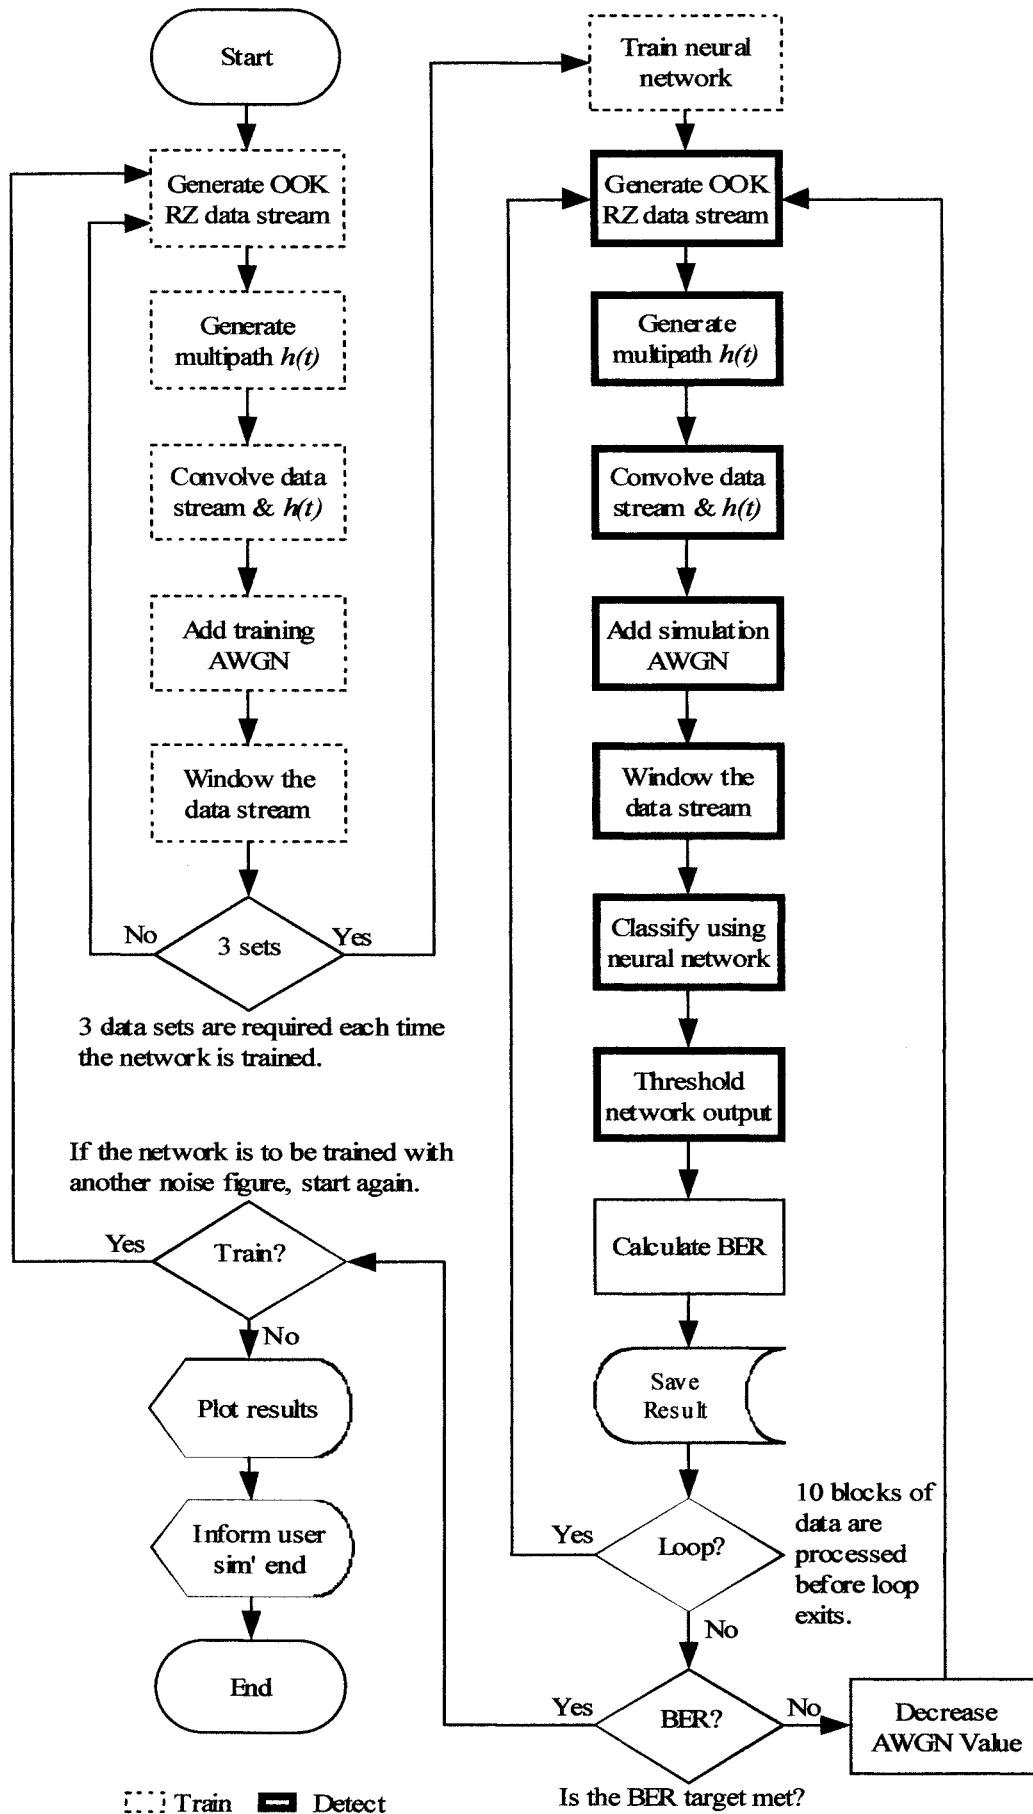 Start
Generate OOK
RZ data stream
Generate
multipath h(t)
Convolve data
stream & h(t)
Add training
AWGN
Window the
data stream
No
3 sets
Yes
3 data sets are required each time
the network is trained.
If the network is to be trained with
another noise figure, start again.
Yes
Train?
No
Plot results
Inform user
sim' end
End
Train
Detect
Train neural
network
Generate OOK
RZ data stream
Generate
multipath h(t)
Convolve data
stream & h(t)
Add simulation
AWGN
Window the
data stream
Classify using
neural network
Threshold
network output
Calculate BER
Save
Result
Yes
Loop?
10 blocks of
data are
processed
before loop
exits.
No
Yes
BER?
No
Decrease
AWGN Value
Is the BER target met?